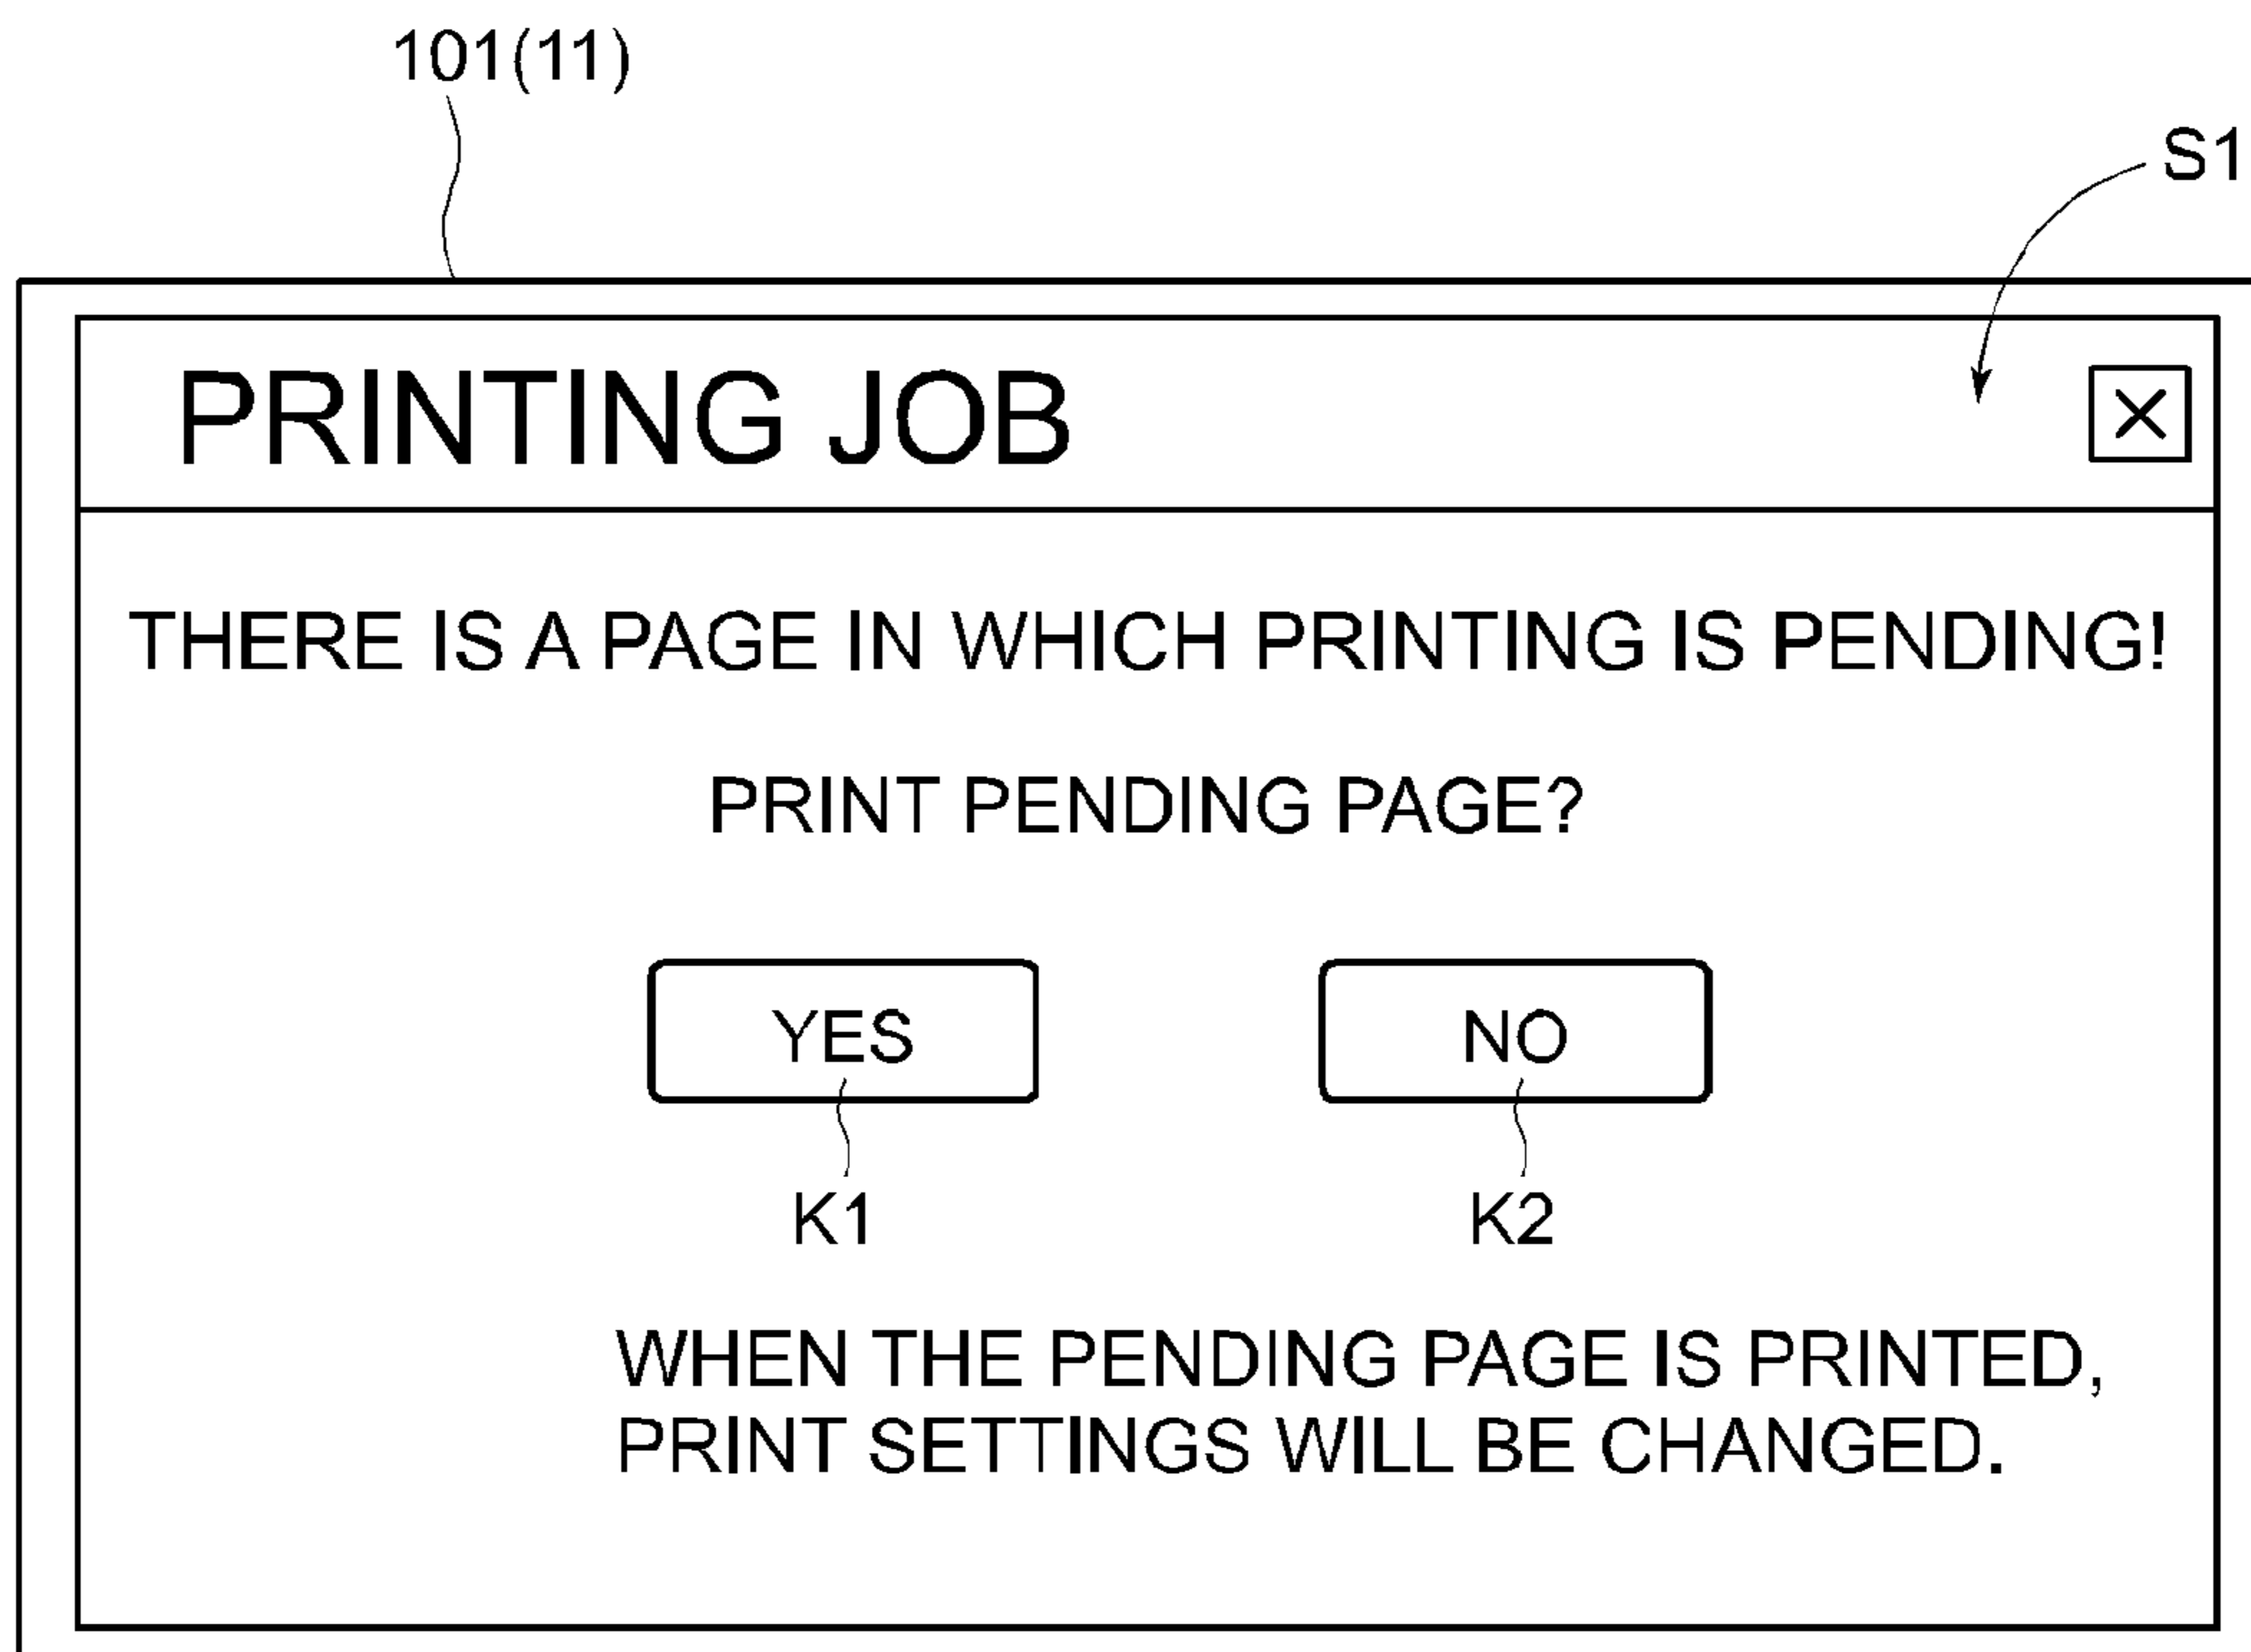 101(11)
S1
PRINTING JOB
THERE IS A PAGE IN WHICH PRINTING IS PENDING!
PRINT PENDING PAGE?
YES
NO
K1
K2
WHEN THE PENDING PAGE IS PRINTED,
PRINT SETTINGS WILL BE CHANGED.